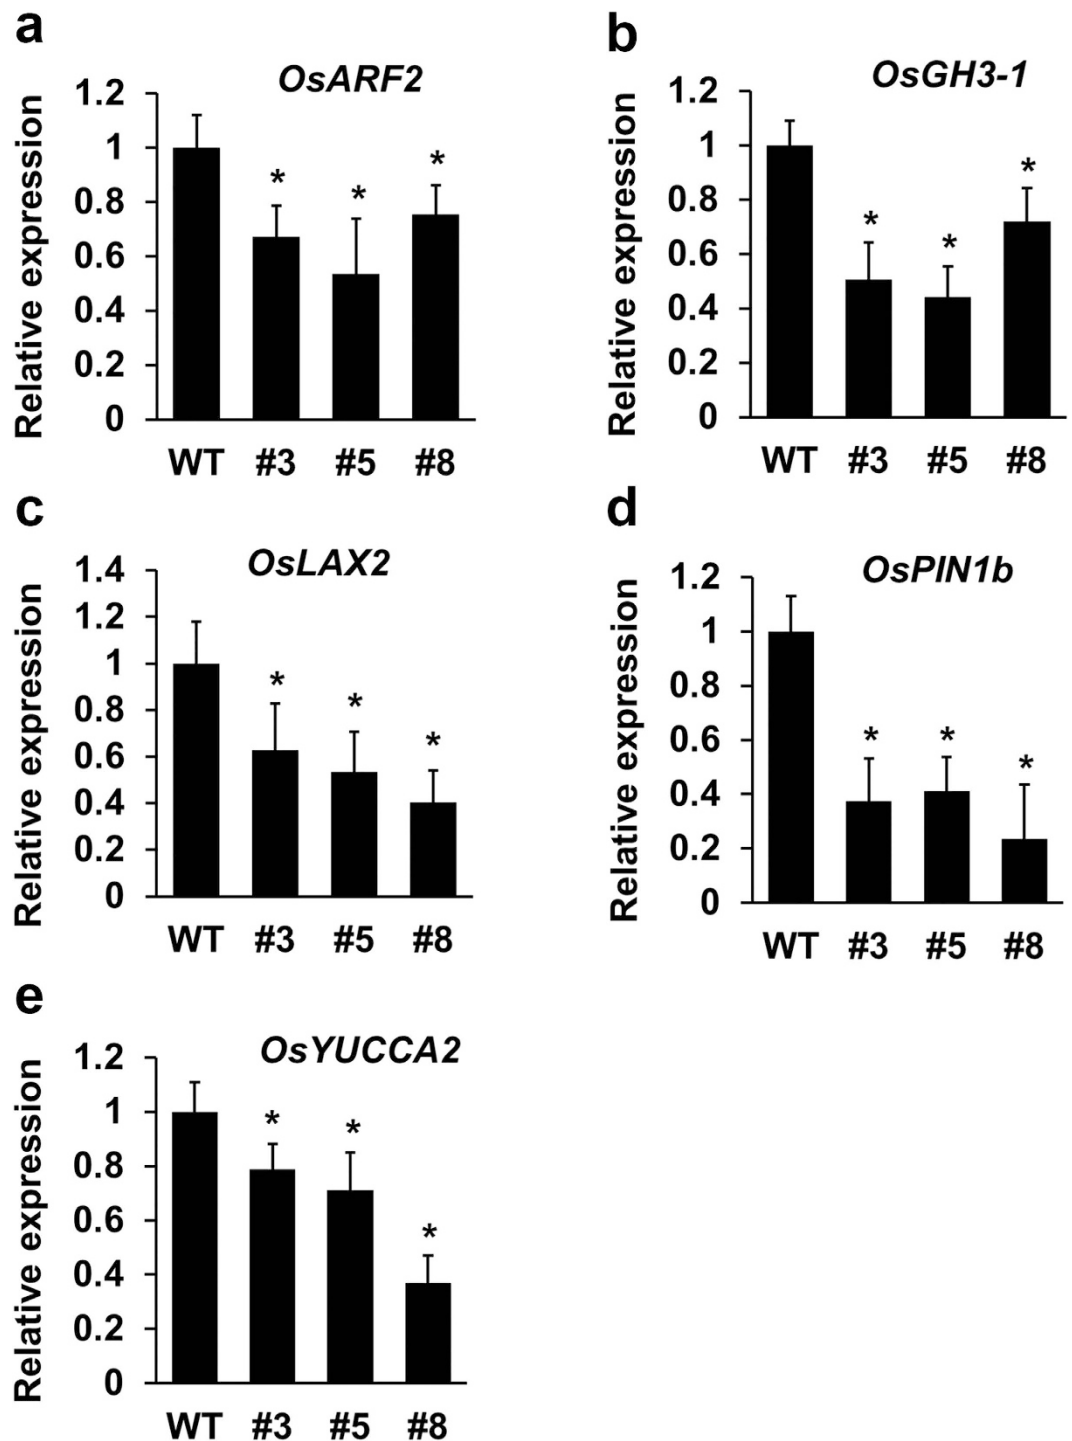 a
OsARF2
Relative expression
1.2
1
0.8
0.6
0.4
0.2
0
* * *
WT #3 #5 #8
b
OsGH3-1
Relative expression
1.2
1
0.8
0.6
0.4
0.2
0
* * *
WT #3 #5 #8
c
OsLAX2
Relative expression
1.4
1.2
1
0.8
0.6
0.4
0.2
0
* * *
WT #3 #5 #8
d
OsPIN1b
Relative expression
1.2
1
0.8
0.6
0.4
0.2
0
* * *
WT #3 #5 #8
e
OsYUCCA2
Relative expression
1.2
1
0.8
0.6
0.4
0.2
0
* * *
WT #3 #5 #8